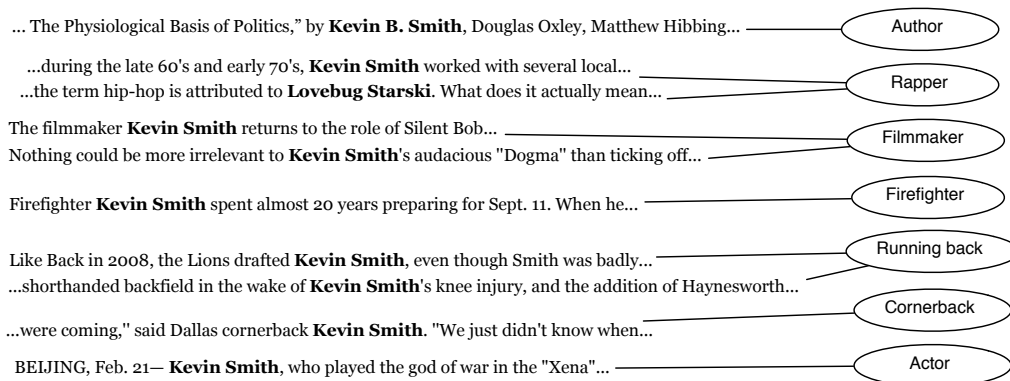 ... The Physiological Basis of Politics,” by Kevin B. Smith, Douglas Oxley, Matthew Hibbing...
Author
...during the late 60's and early 70's, Kevin Smith worked with several local...
...the term hip-hop is attributed to Lovebug Starski. What does it actually mean...
Rapper
The filmmaker Kevin Smith returns to the role of Silent Bob...
Nothing could be more irrelevant to Kevin Smith's audacious "Dogma" than ticking off...
Filmmaker
Firefighter Kevin Smith spent almost 20 years preparing for Sept. 11. When he...
Firefighter
Like Back in 2008, the Lions drafted Kevin Smith, even though Smith was badly...
...shorthanded backfield in the wake of Kevin Smith's knee injury, and the addition of Haynesworth...
Running back
...were coming,'' said Dallas cornerback Kevin Smith. ''We just didn't know when...
Cornerback
BEIJING, Feb. 21— Kevin Smith, who played the god of war in the "Xena"...
Actor